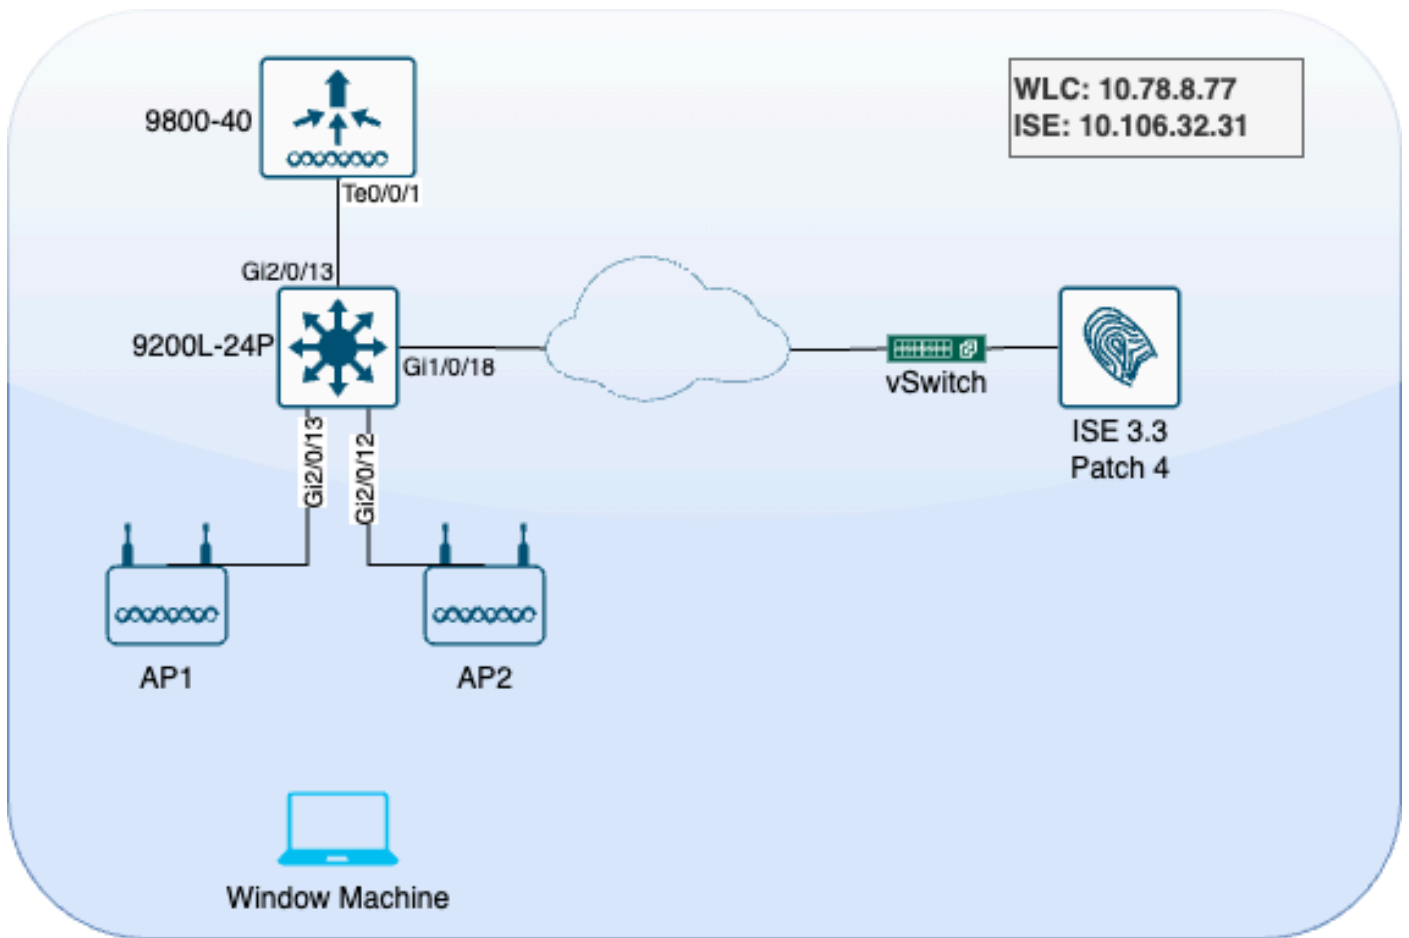 9800-40
WLC: 10.78.8.77
ISE: 10.106.32.31
Te0/0/1
Gi2/0/13
9200L-24P
Gi1/0/18
vSwitch
ISE 3.3
Patch 4
Gi2/0/13
Gi2/0/12
AP1
AP2
Window Machine